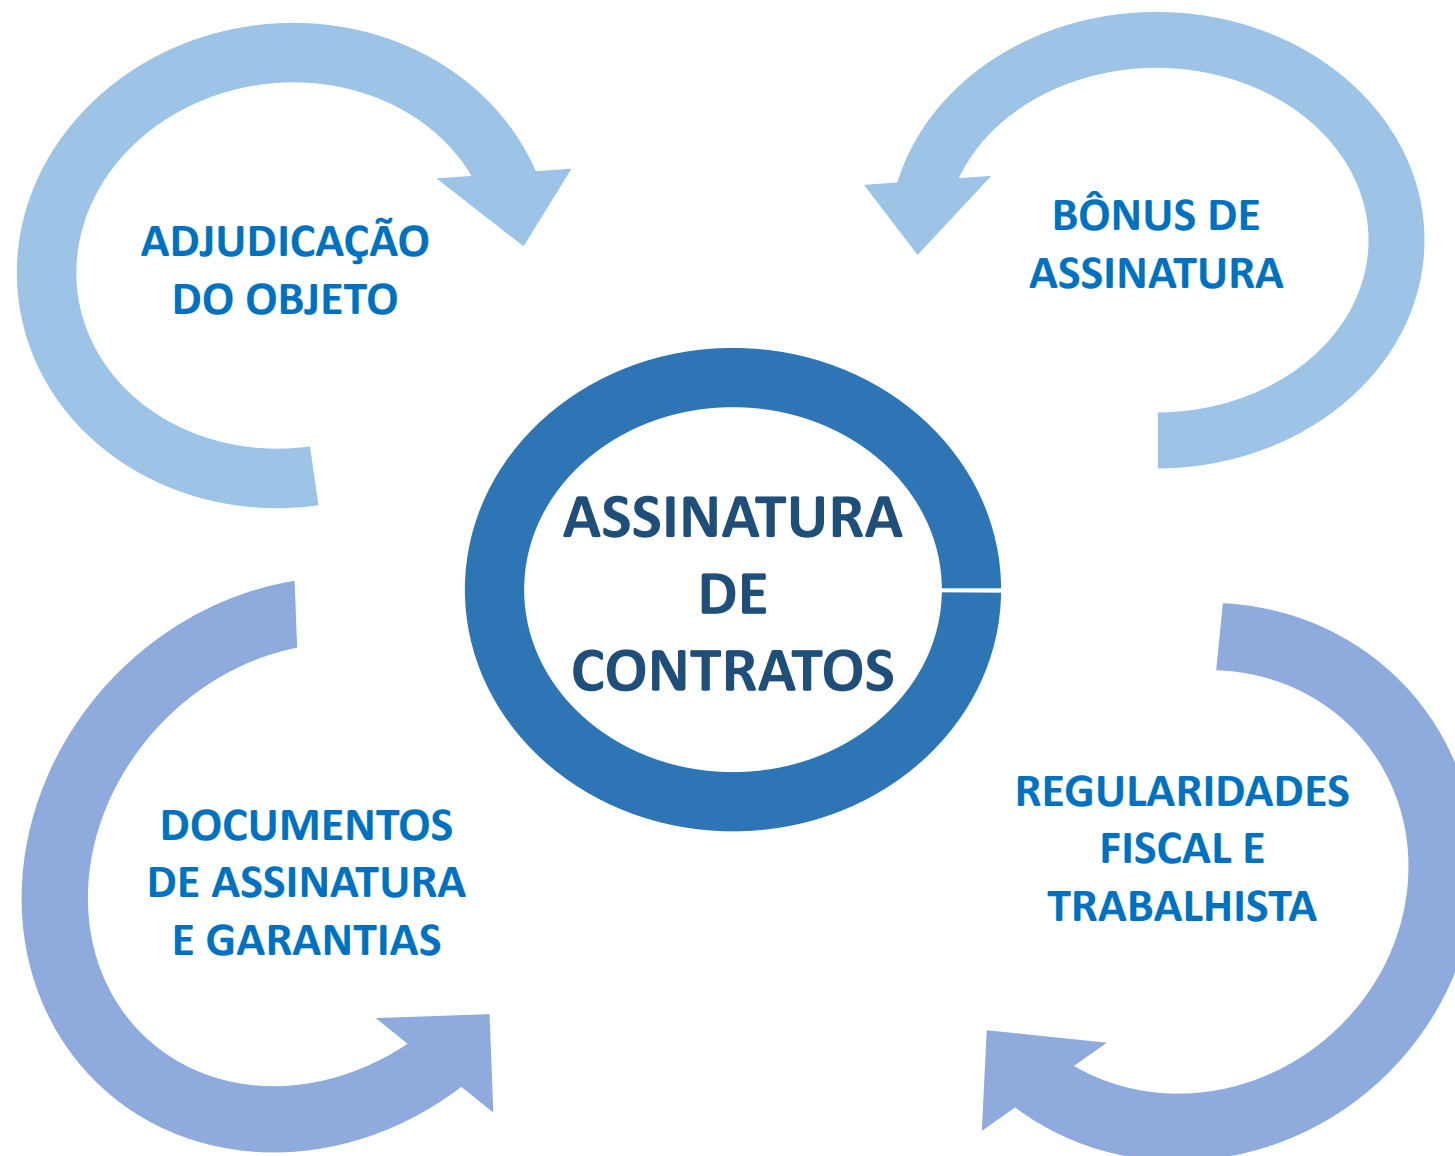 ADJUDICAÇÃO
DO OBJETO
BÔNUS DE
ASSINATURA
ASSINATURA
DE
CONTRATOS
DOCUMENTOS
DE ASSINATURA
E GARANTIAS
REGULARIDADES
FISCAL E
TRABALHISTA